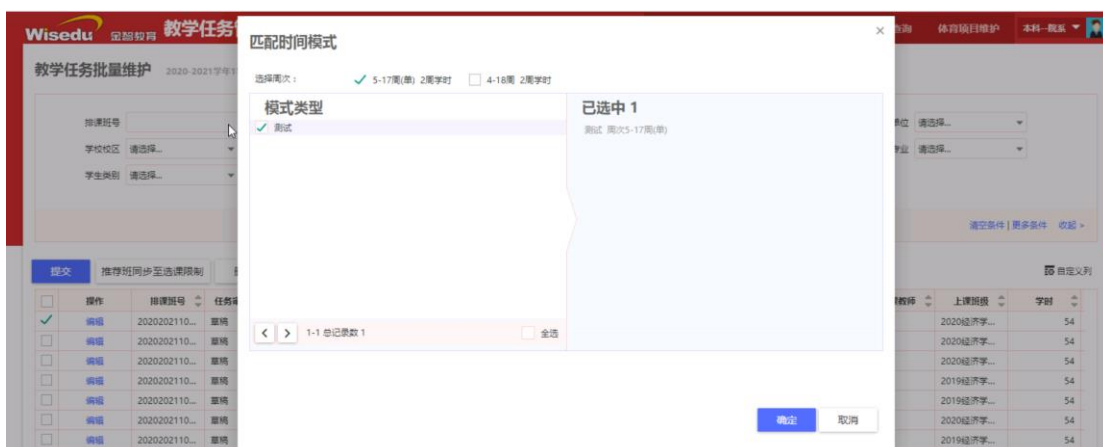 Wisedu 金智教育 教学任务
查询 体育项目维护 本科--院系
教学任务批量维护 2020-2021学年1
匹配时间模式
×
选择周次： 5-17周(单) 2周学时 4-18周 2周学时
模式类型
测试
已选中 1
测试 周次5-17周(单)
排课班号
学校校区 请选择...
学生类别 请选择...
单位 请选择...
专业 请选择...
清空条件 | 更多条件 收起
1-1 总记录数 1
全选
提交 推荐班同步至选课限制
自定义列
操作 排课班号 任务
教师 上课班级 学时
编辑 2020202110... 草稿 2020经济学... 54
编辑 2020202110... 草稿 2020经济学... 54
编辑 2020202110... 草稿 2020经济学... 54
编辑 2020202110... 草稿 2019经济学... 54
编辑 2020202110... 草稿 2019经济学... 54
编辑 2020202110... 草稿 2020经济学... 54
编辑 2020202110... 草稿 2019经济学... 54
确定 取消